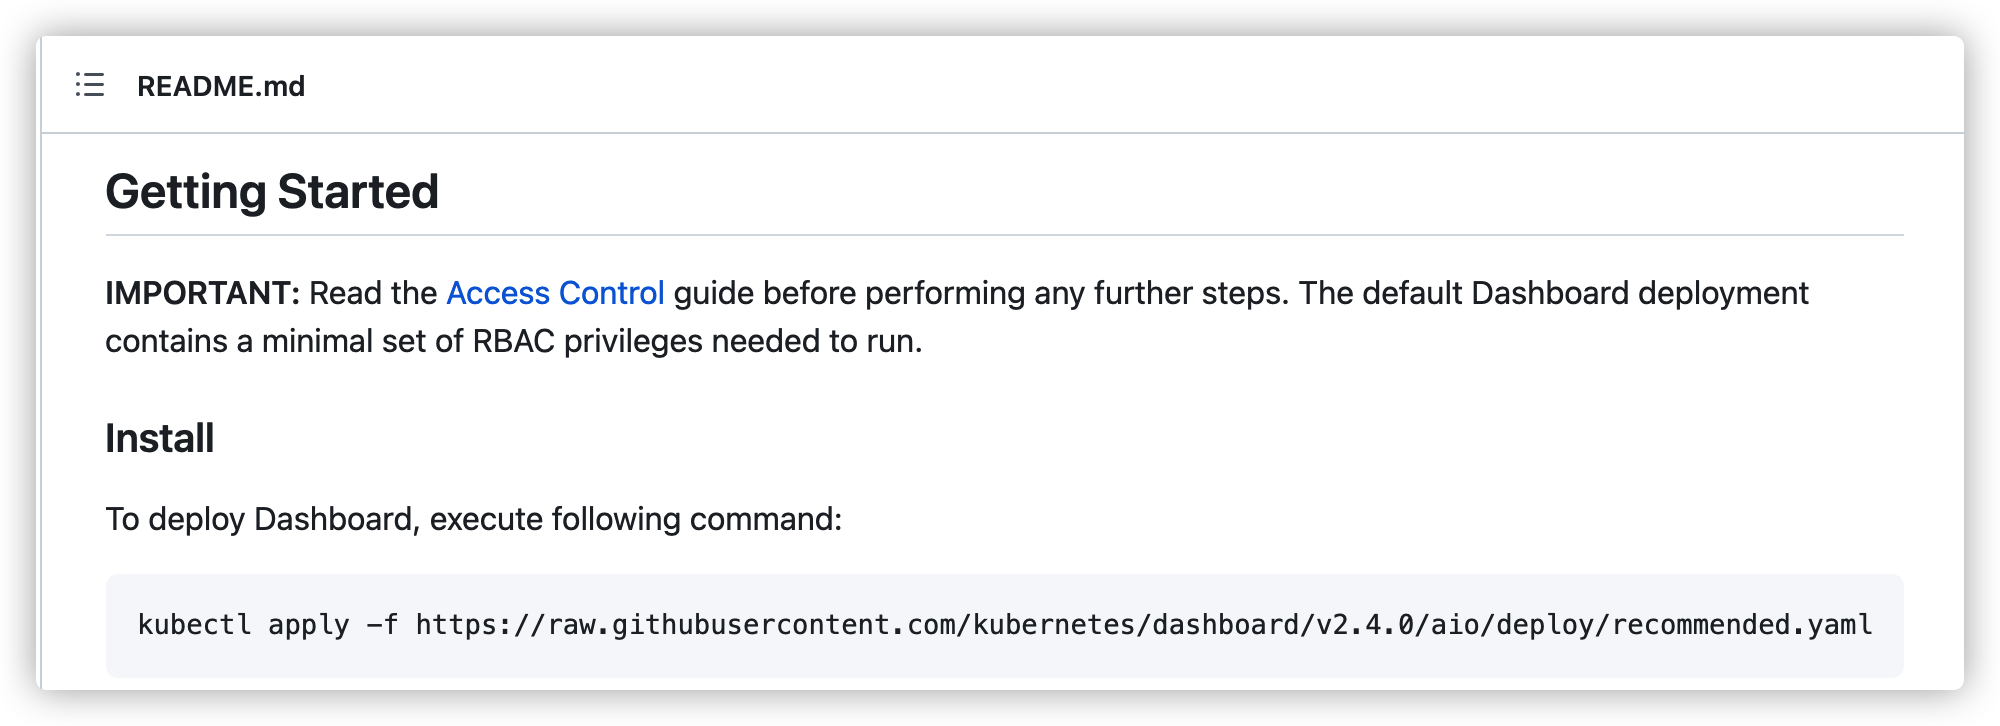 README.md
Getting Started
IMPORTANT: Read the Access Control guide before performing any further steps. The default Dashboard deployment
contains a minimal set of RBAC privileges needed to run.
Install
To deploy Dashboard, execute following command:
kubectl apply -f https://raw.githubusercontent.com/kubernetes/dashboard/v2.4.0/aio/deploy/recommended.yaml